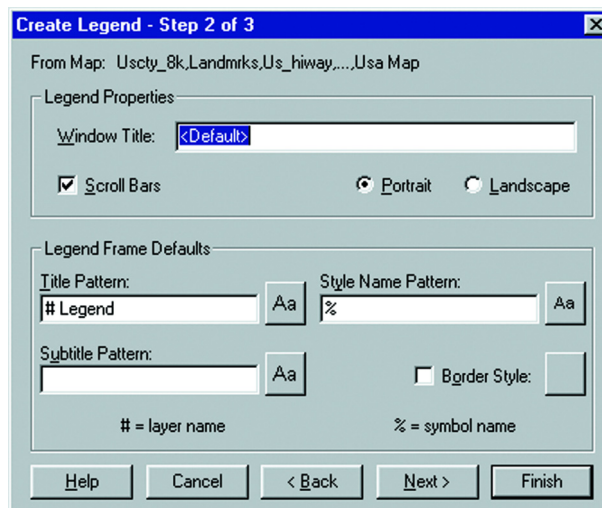 Create Legend - Step 2 of 3
From Map: Uscty_8k,Landmrks,Us_hiway,...,Usa Map
Legend Properties
Window Title: <Default>
Scroll Bars Portrait Landscape
Legend Frame Defaults
Title Pattern: Style Name Pattern:
# Legend Aa % Aa
Subtitle Pattern:
Aa Border Style:
# = layer name % = symbol name
Help Cancel < Back Next > Finish